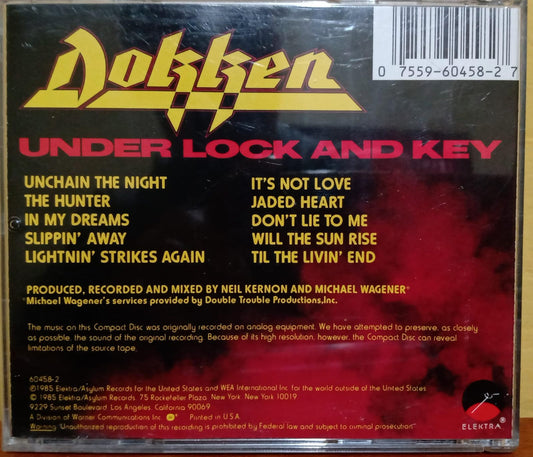 Dokken
0 7559-60458-2 7
UNDER LOCK AND KEY
UNCHAIN THE NIGHT
THE HUNTER
IN MY DREAMS
SLIPPIN' AWAY
LIGHTNIN' STRIKES AGAIN
IT'S NOT LOVE
JADED HEART
DON'T LIE TO ME
WILL THE SUN RISE
TIL THE LIVIN' END
PRODUCED, RECORDED AND MIXED BY NEIL KERNON AND MICHAEL WAGENER*
*Michael Wagener's services provided by Double Trouble Productions,Inc.
The music on this Compact Disc was originally recorded on analog equipment. We have attempted to preserve, as closely
as possible, the sound of the original recording. Because of its high resolution, however, the Compact Disc can reveal
limitations of the source tape.
60458-2
℗1985 Elektra/Asylum Records for the United States and WEA International Inc. for the world outside of the United States
© 1985 Elektra/Asylum Records. 75 Rockefeller Plaza, New York, New York 10019
9229 Sunset Boulevard, Los Angeles, California 90069
A Division of Warner Communications Inc. Printed in U.S.A.
Warning: "Unauthorized reproduction of this recording is prohibited by Federal law and subject to criminal prosecution."
ELEKTRA®